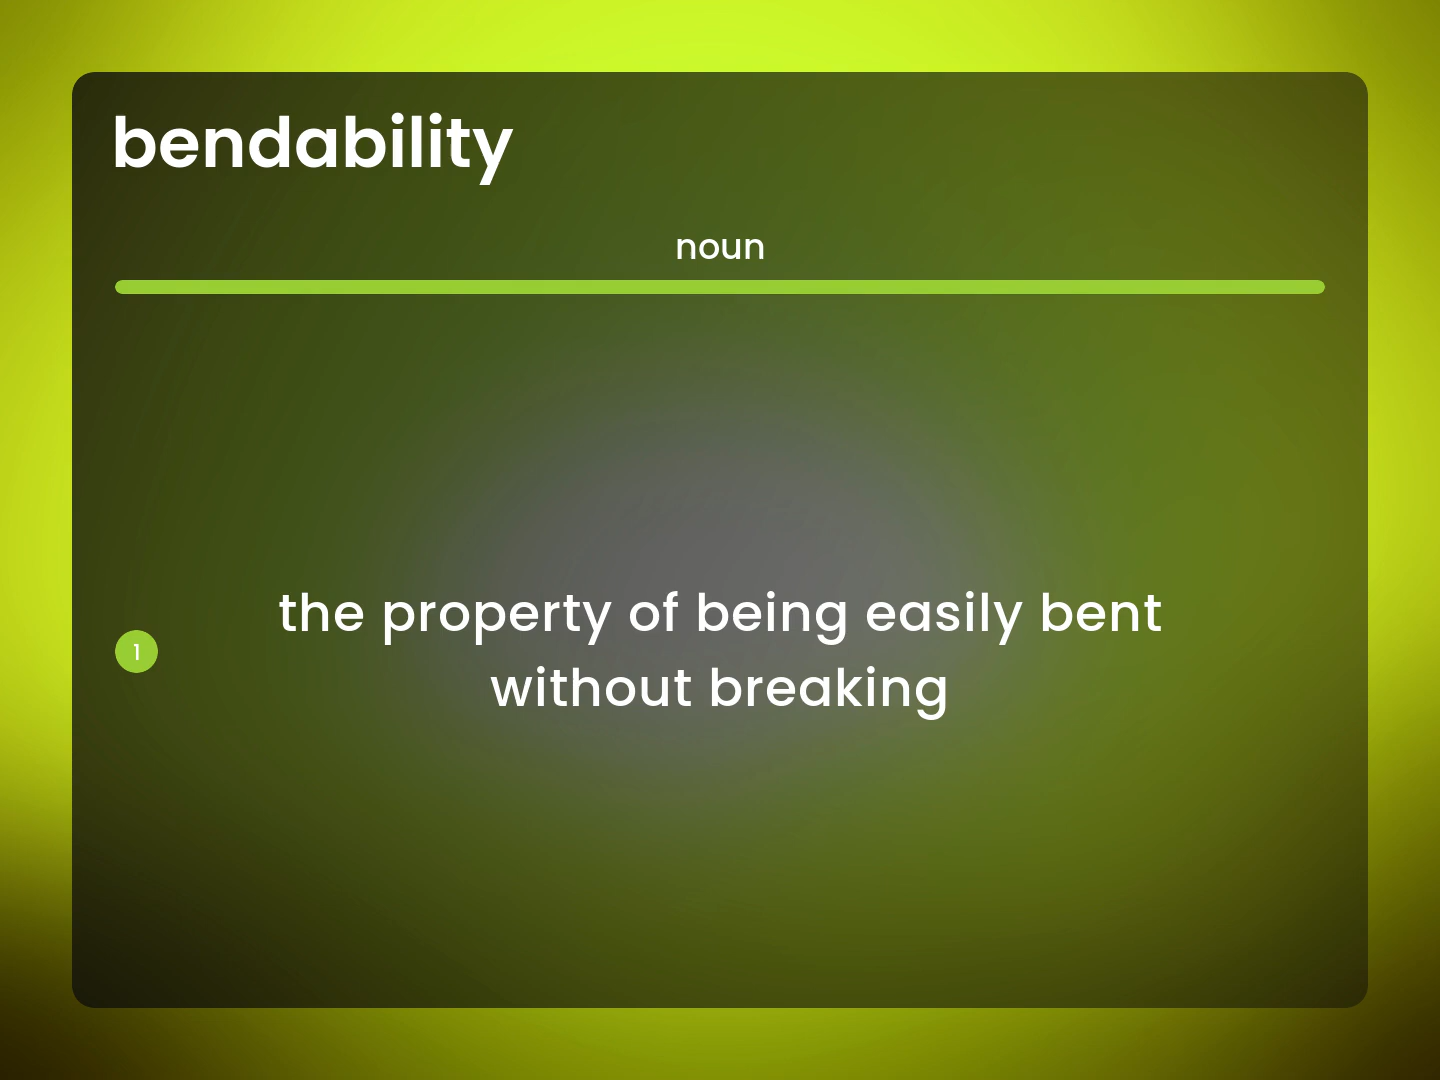 bendability
noun
1
the property of being easily bent
without breaking